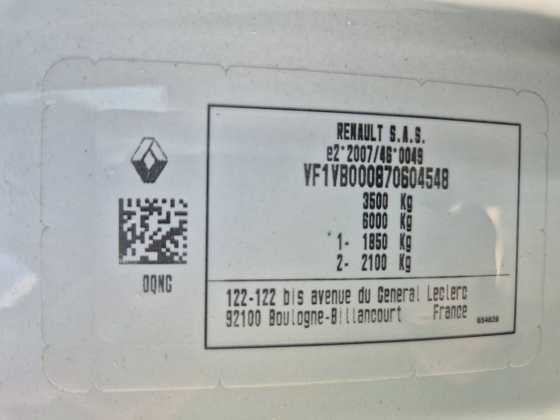 RENAULT S.A.S.
e2*2007/46*0049
VF1VB000870604548
3500 Kg
6000 Kg
1- 1850 Kg
2- 2100 Kg
DQNG
122-122 bis avenue du General Leclerc
92100 Boulogne-Billancourt France
654828